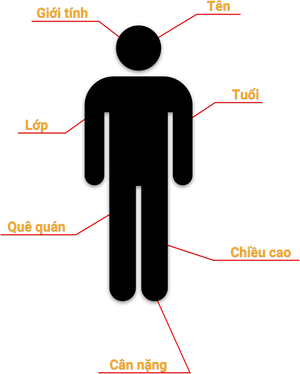 Tên
Giới tính
Tuổi
Lớp
Quê quán
Chiều cao
Cân nặng